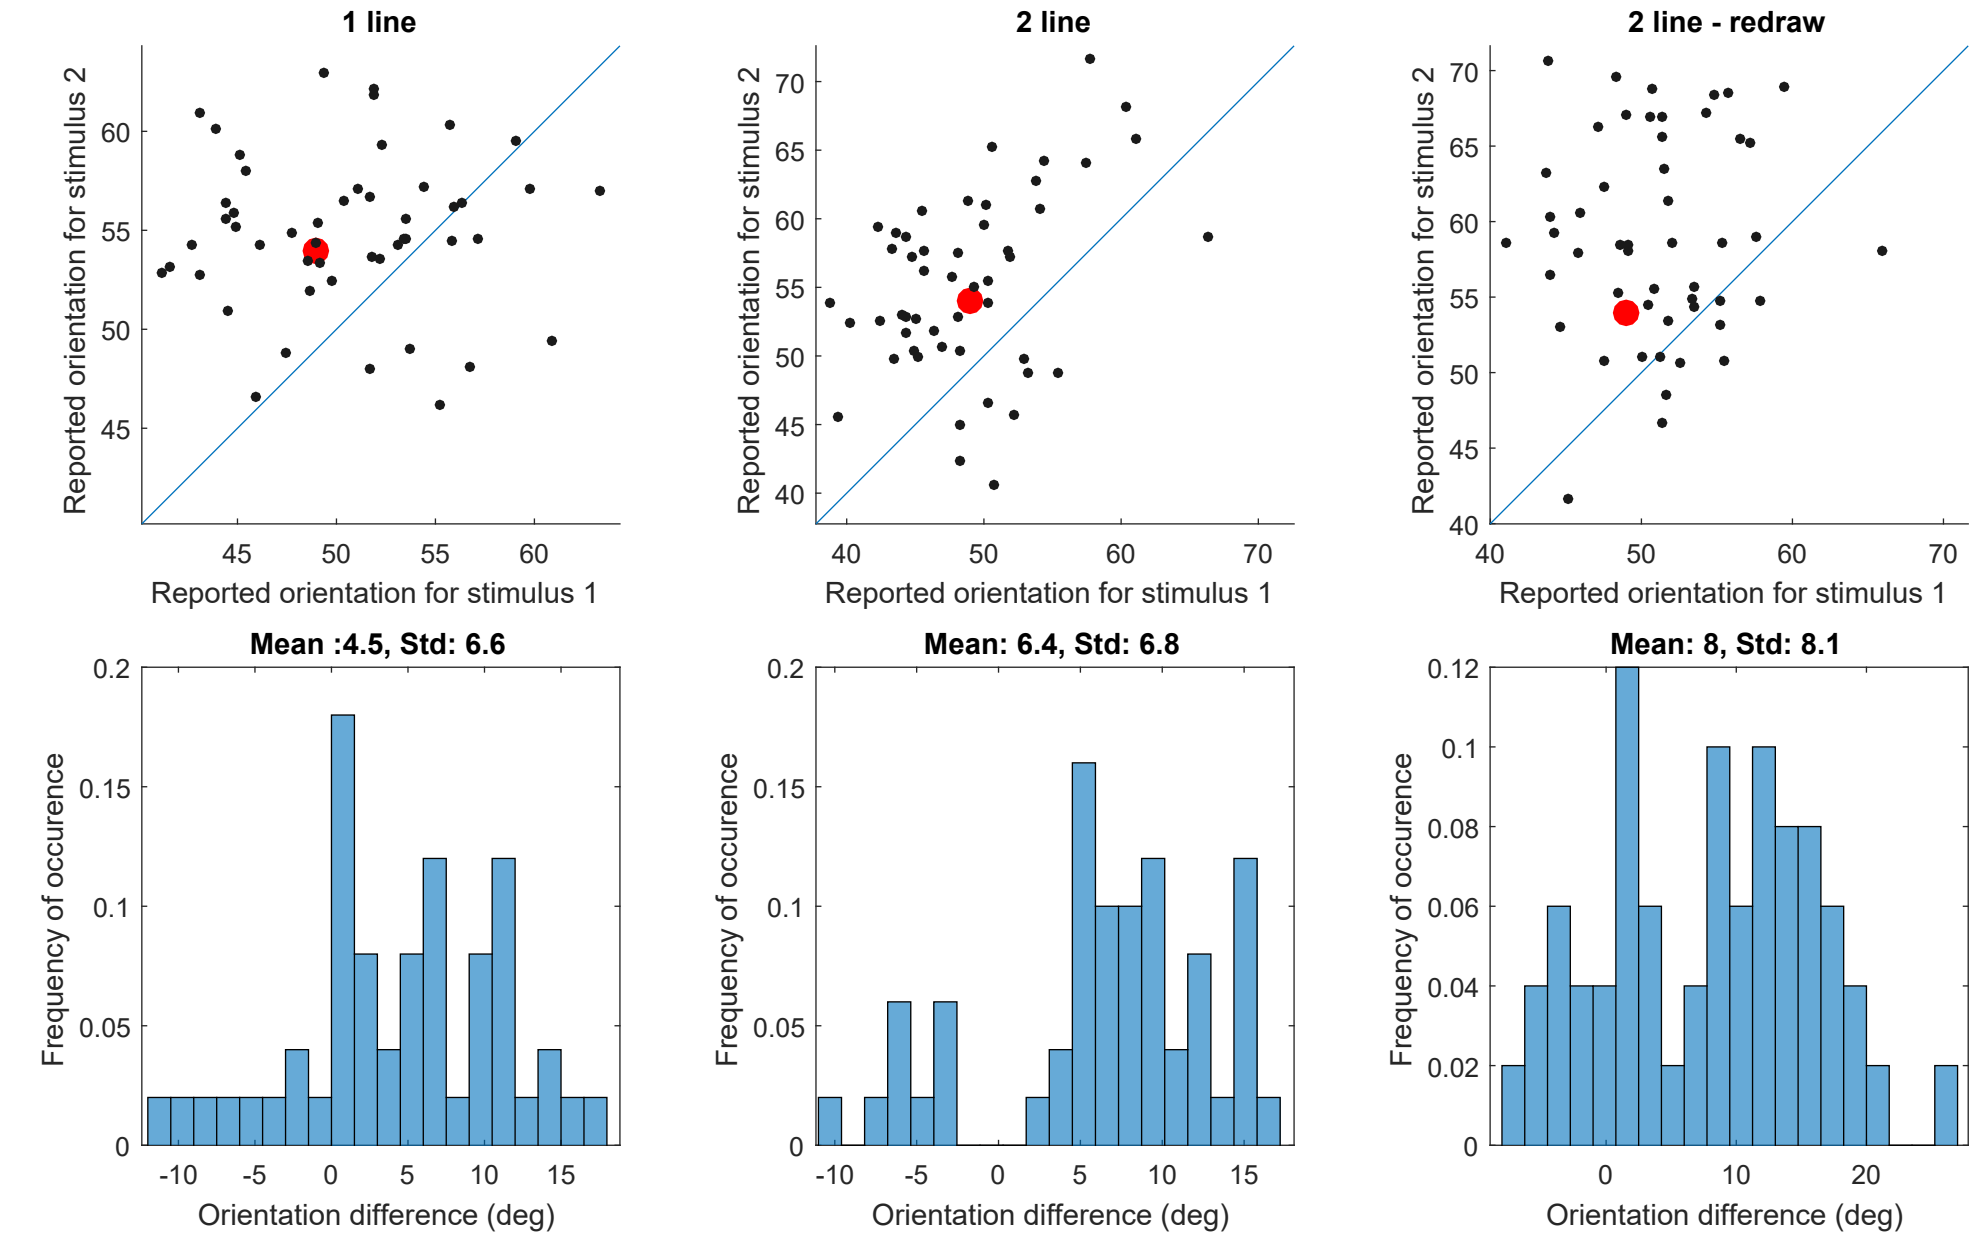 1 line
Reported orientation for stimulus 2
60
55
50
45
45 50 55 60
Reported orientation for stimulus 1
2 line
Reported orientation for stimulus 2
70
65
60
55
50
45
40
40 50 60 70
Reported orientation for stimulus 1
2 line - redraw
Reported orientation for stimulus 2
70
65
60
55
50
45
40
40 50 60 70
Reported orientation for stimulus 1
Mean :4.5, Std: 6.6
Frequency of occurence
0.2
0.15
0.1
0.05
0
-10 -5 0 5 10 15
Orientation difference (deg)
Mean: 6.4, Std: 6.8
Frequency of occurence
0.2
0.15
0.1
0.05
0
-10 -5 0 5 10 15
Orientation difference (deg)
Mean: 8, Std: 8.1
Frequency of occurence
0.12
0.1
0.08
0.06
0.04
0.02
0
0 10 20
Orientation difference (deg)